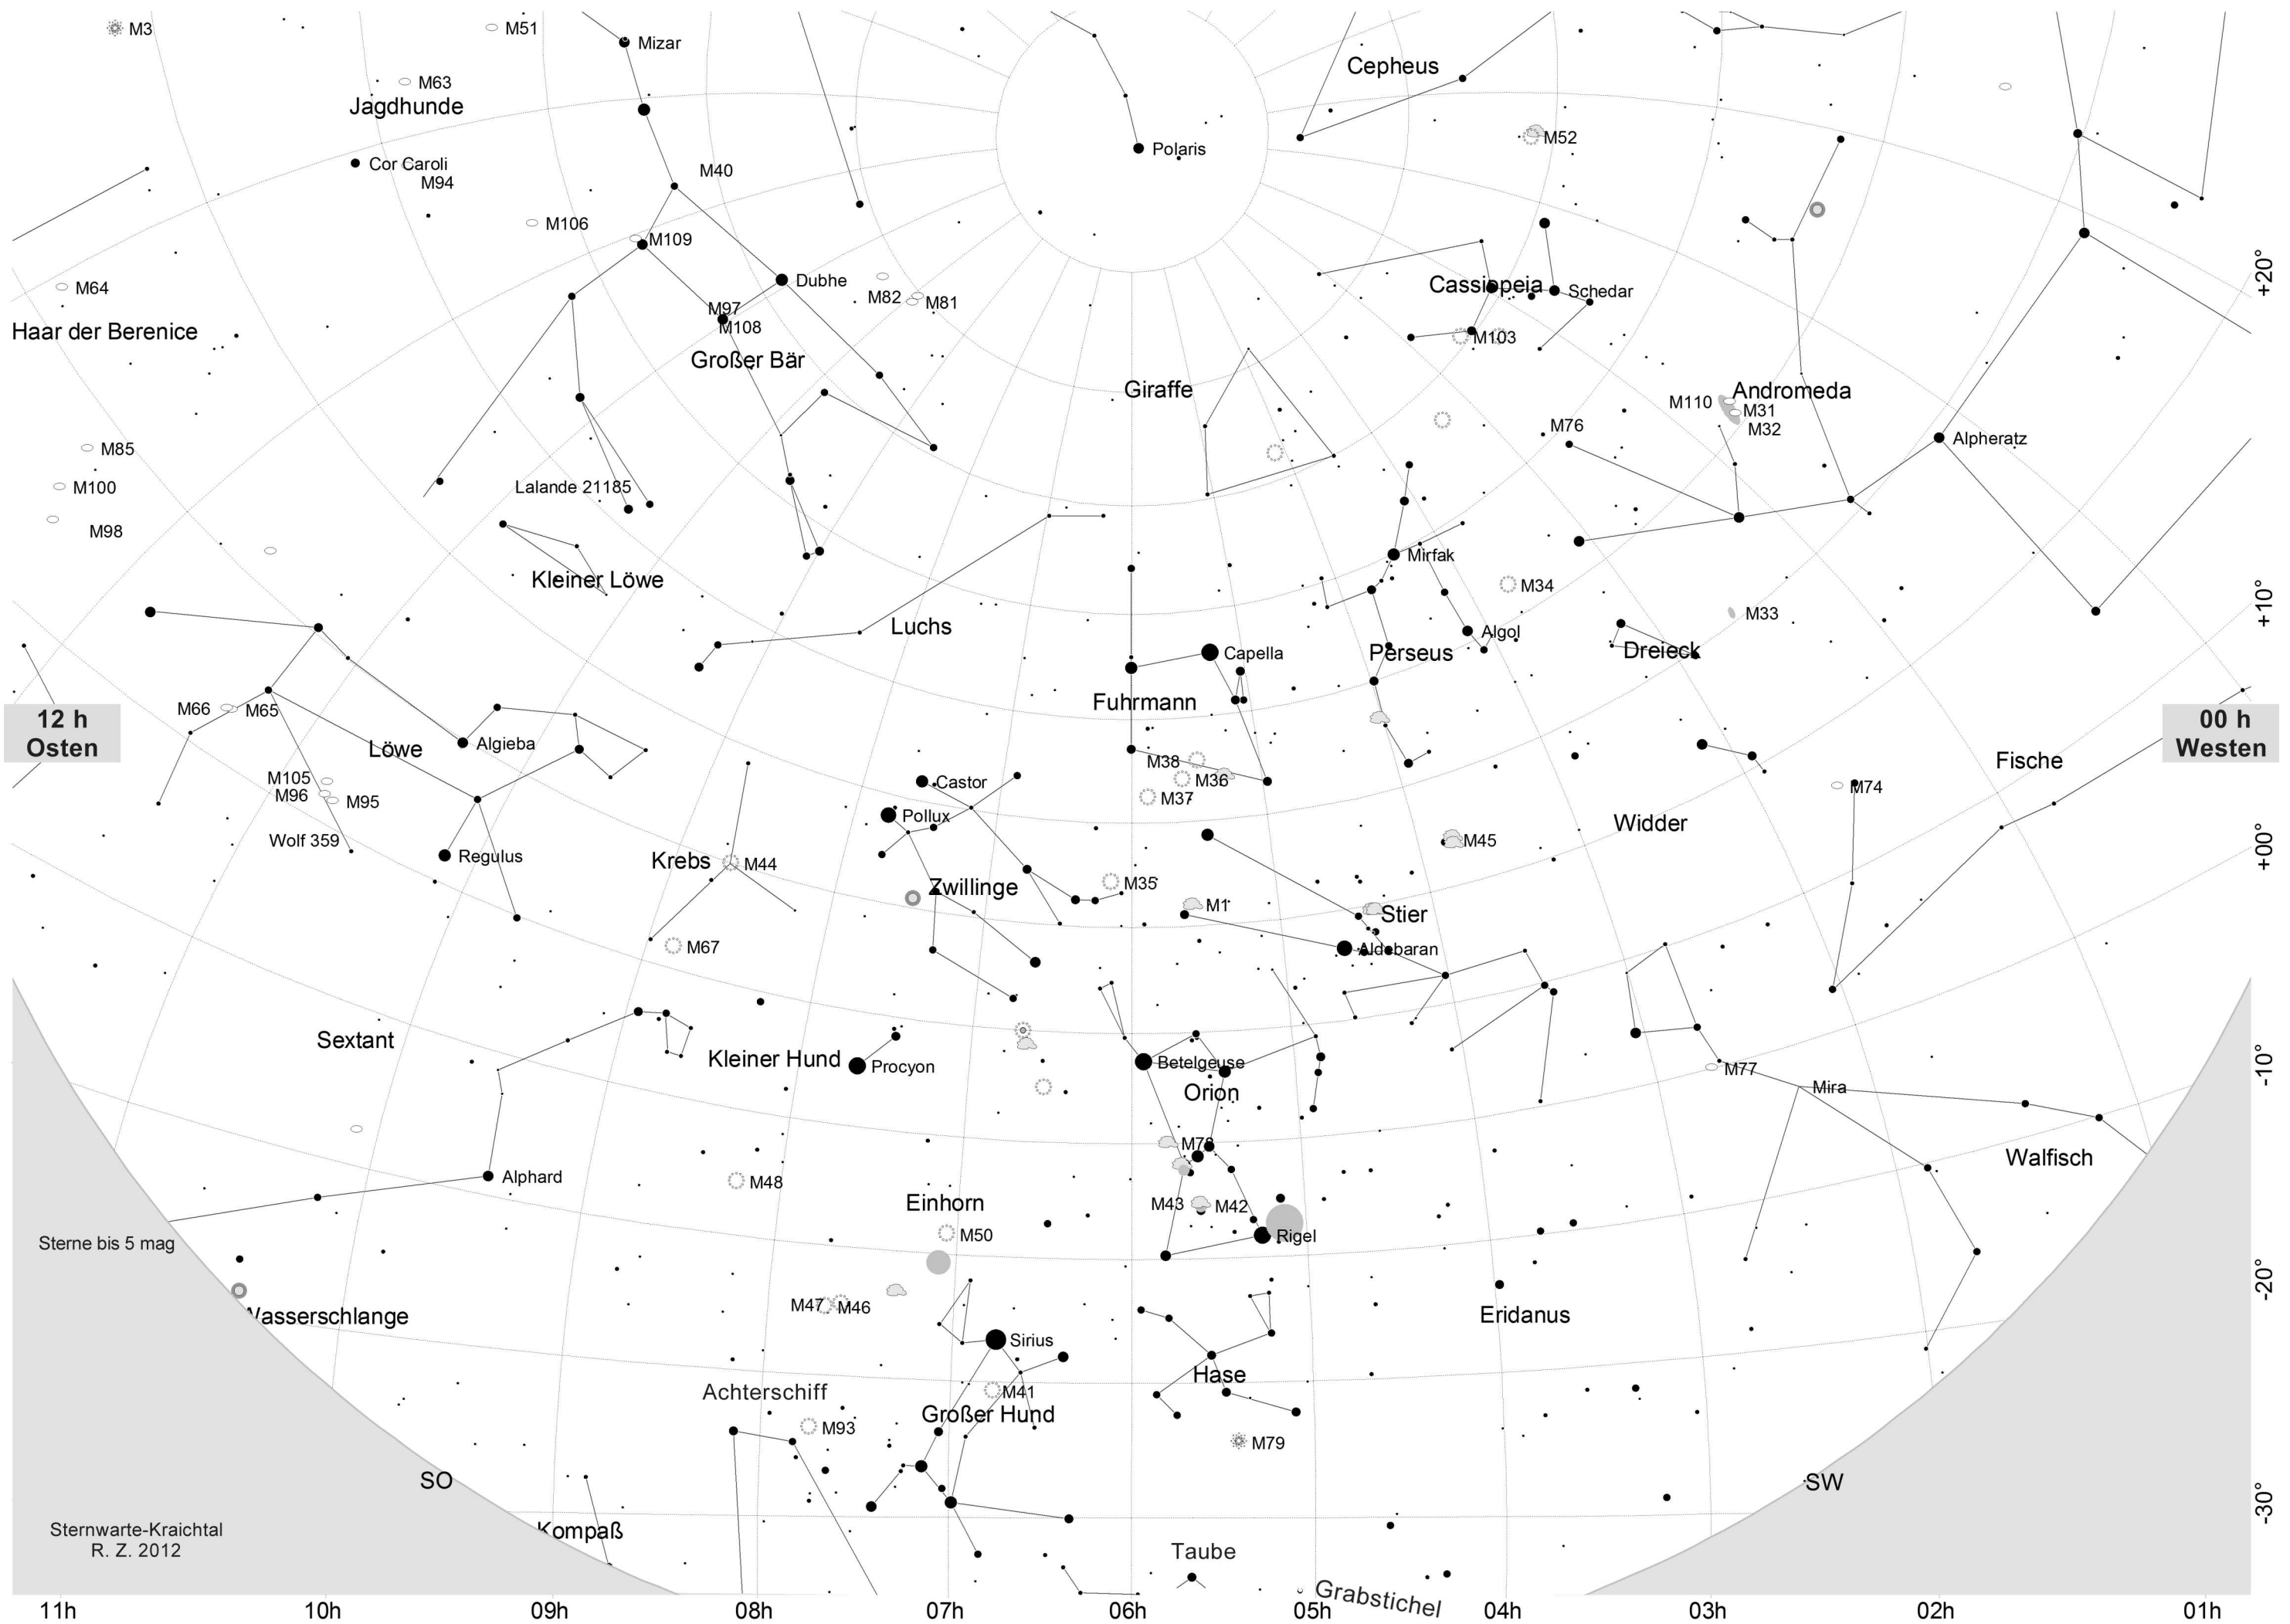 M3
M51
Mizar
Cepheus
M63
Jagdhunde
M52
Polaris
Cor Caroli
M94
M40
M106
M109
+20°
Dubhe
M64
M82
M81
Cassiopeia
Schedar
M97
M108
Haar der Berenice
M103
Großer Bär
Giraffe
Andromeda
M110
M31
M32
M76
Alpheratz
M85
M100
Lalande 21185
M98
Mirfak
Kleiner Löwe
M34
M33
+10°
Luchs
Algol
Capella
Perseus
Dreieck
Fuhrmann
M66
M65
12 h
Osten
00 h
Westen
Löwe
Algieba
M38
Fische
M105
M96
M95
Castor
M36
M37
M74
Pollux
Widder
Wolf 359
M45
+00°
Regulus
Krebs
M44
Zwillinge
M35
M1
Stier
M67
Aldebaran
Sextant
Kleiner Hund
Procyon
Betelgeuse
Orion
M77
-10°
Mira
M78
Walfisch
Alphard
M48
Einhorn
M43
M42
M50
Rigel
Sterne bis 5 mag
-20°
M47
M46
Wasserschlange
Eridanus
Sirius
Hase
Achterschiff
M41
Großer Hund
M93
M79
SO
SW
-30°
Sternwarte-Kraichtal
R. Z. 2012
Kompaß
Taube
Grabstichel
11h
10h
09h
08h
07h
06h
05h
04h
03h
02h
01h